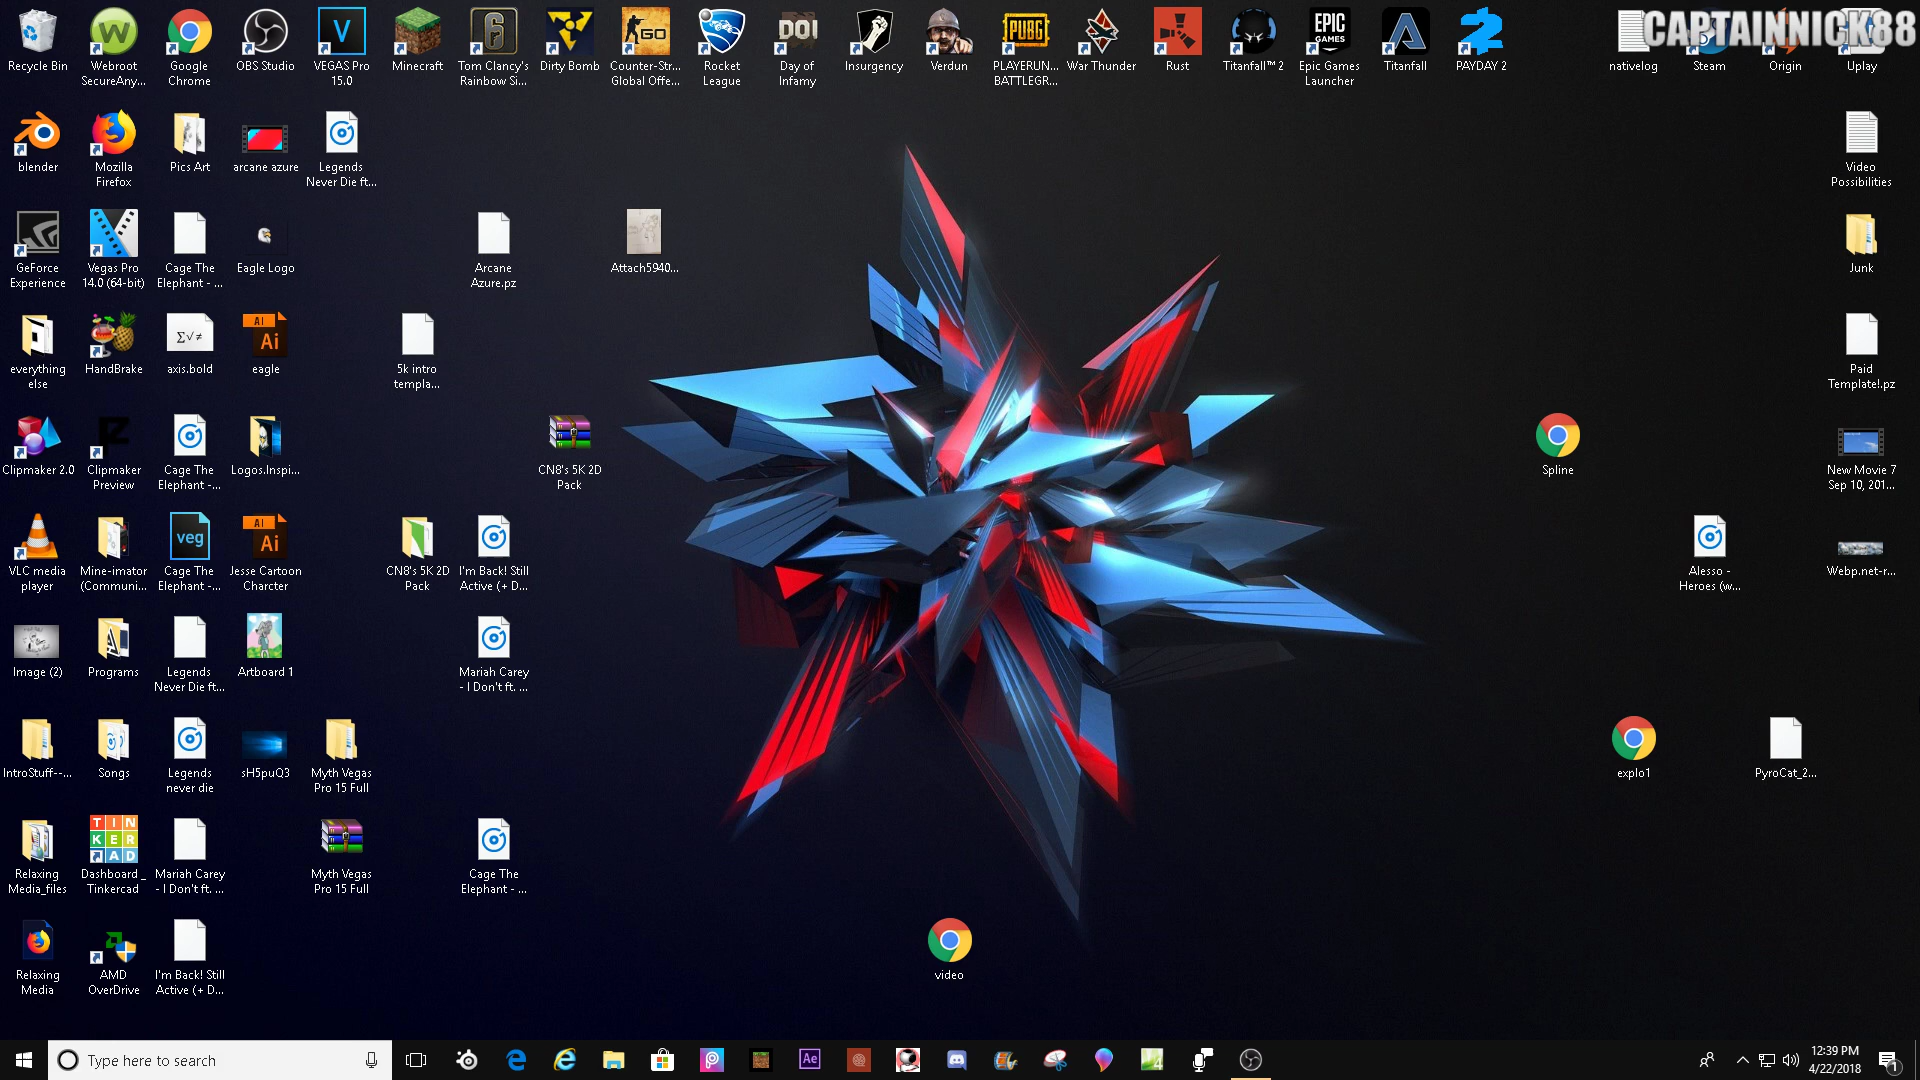 CAPTAINNICK88
Recycle Bin
Webroot
SecureAny...
Google
Chrome
OBS Studio
VEGAS Pro
15.0
Minecraft
Tom Clancy's
Rainbow Si...
Dirty Bomb
Counter-Str...
Global Offe...
Rocket
League
Day of
Infamy
Insurgency
Verdun
PLAYERUN...
BATTLEGR...
War Thunder
Rust
Titanfall™ 2
Epic Games
Launcher
Titanfall
PAYDAY 2
nativelog
Steam
Origin
Uplay
blender
Mozilla
Firefox
Pics Art
arcane azure
Legends
Never Die ft...
Video
Possibilities
GeForce
Experience
Vegas Pro
14.0 (64-bit)
Cage The
Elephant - ...
Eagle Logo
Arcane
Azure.pz
Attach5940...
Junk
everything
else
HandBrake
axis.bold
eagle
5k intro
templa...
Paid
Template!.pz
Clipmaker 2.0
Clipmaker
Preview
Cage The
Elephant -...
Logos.Inspi...
CN8's 5K 2D
Pack
Spline
New Movie 7
Sep 10, 201...
VLC media
player
Mine-imator
(Communi...
Cage The
Elephant -...
Jesse Cartoon
Charcter
CN8's 5K 2D
Pack
I'm Back! Still
Active (+ D...
Alesso -
Heroes (w...
Webp.net-r...
Image (2)
Programs
Legends
Never Die ft...
Artboard 1
Mariah Carey
- I Don't ft. ...
IntroStuff--...
Songs
Legends
never die
sH5puQ3
Myth Vegas
Pro 15 Full
explo1
PyroCat_2...
Relaxing
Media_files
Dashboard _
Tinkercad
Mariah Carey
- I Don't ft. ...
Myth Vegas
Pro 15 Full
Cage The
Elephant - ...
Relaxing
Media
AMD
OverDrive
I'm Back! Still
Active (+ D...
video
Type here to search
12:39 PM
4/22/2018